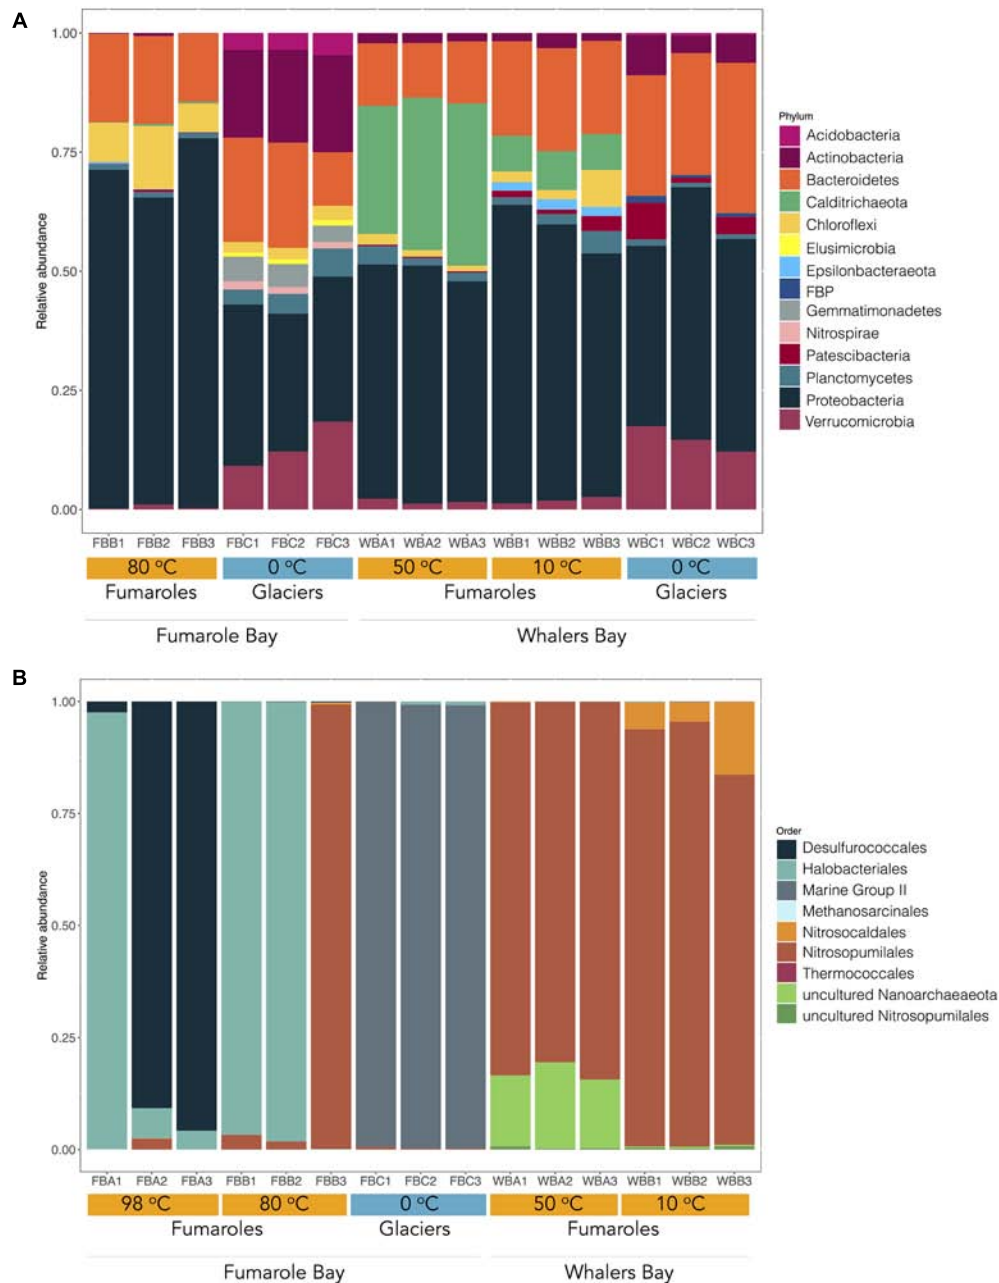 A
1.00
0.75
0.50
0.25
0.00
Relative abundance
Phylum
Acidobacteria
Actinobacteria
Bacteroidetes
Calditrichaeota
Chloroflexi
Elusimicrobia
Epsilonbacteraeota
FBP
Gemmatimonadetes
Nitrospirae
Patescibacteria
Planctomycetes
Proteobacteria
Verrucomicrobia
FBB1 FBB2 FBB3 FBC1 FBC2 FBC3 WBA1 WBA2 WBA3 WBB1 WBB2 WBB3 WBC1 WBC2 WBC3
80 °C 0 °C 50 °C 10 °C 0 °C
Fumaroles Glaciers Fumaroles Glaciers
Fumarole Bay Whalers Bay
B
1.00
0.75
0.50
0.25
0.00
Relative abundance
Order
Desulfurococcales
Halobacteriales
Marine Group II
Methanosarcinales
Nitrosocaldales
Nitrosopumilales
Thermococcales
uncultured Nanoarchaeaeota
uncultured Nitrosopumilales
FBA1 FBA2 FBA3 FBB1 FBB2 FBB3 FBC1 FBC2 FBC3 WBA1 WBA2 WBA3 WBB1 WBB2 WBB3
98 °C 80 °C 0 °C 50 °C 10 °C
Fumaroles Glaciers Fumaroles
Fumarole Bay Whalers Bay